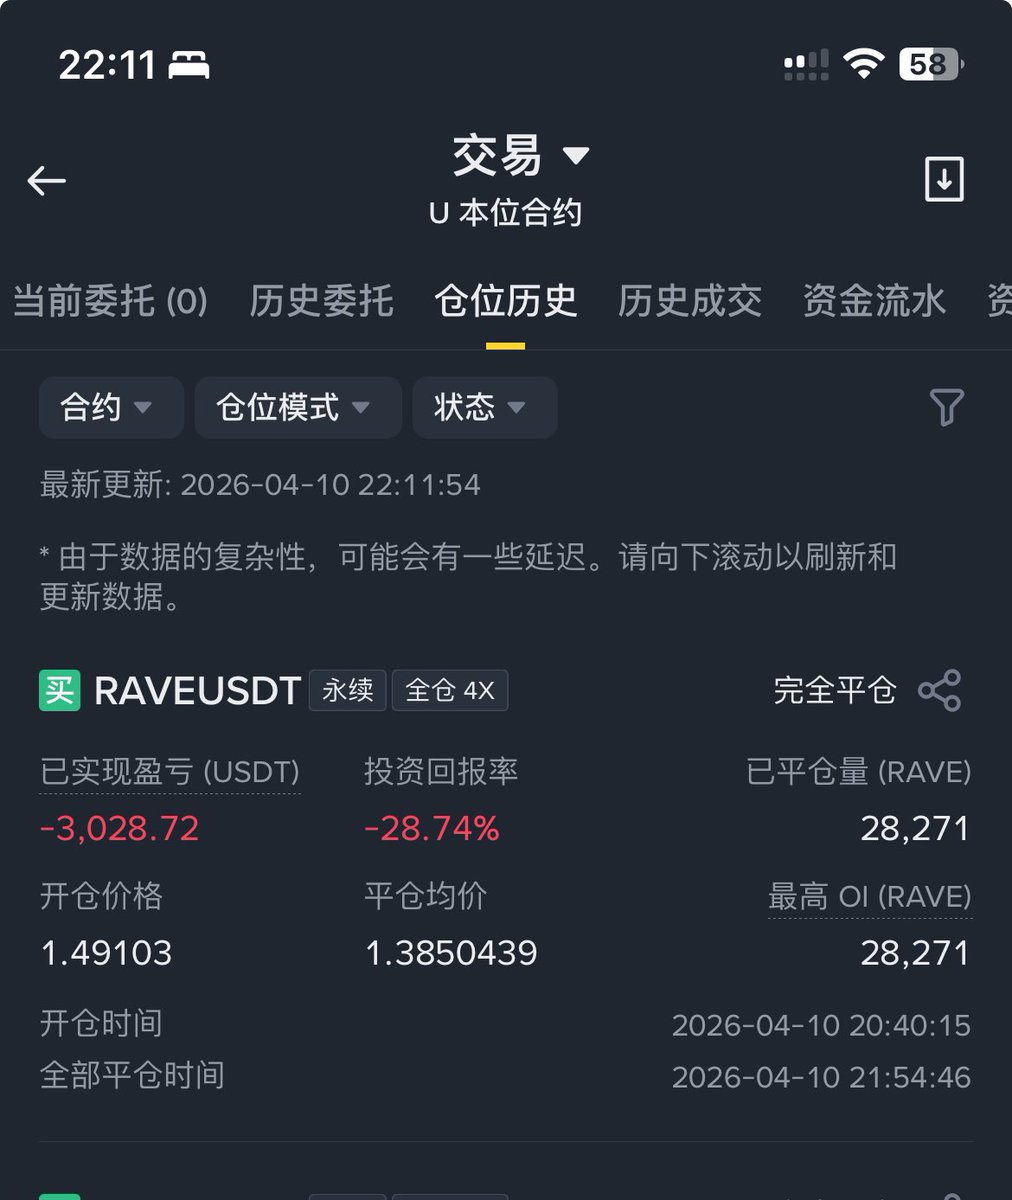 22:11
58
交易
U 本位合约
当前委托 (0) 历史委托 仓位历史 历史成交 资金流水
合约 仓位模式 状态
最新更新: 2026-04-10 22:11:54
* 由于数据的复杂性，可能会有一些延迟。请向下滚动以刷新和
更新数据。
买 RAVEUSDT 永续 全仓 4X 完全平仓
已实现盈亏 (USDT) 投资回报率 已平仓量 (RAVE)
-3,028.72 -28.74% 28,271
开仓价格 平仓均价 最高 OI (RAVE)
1.49103 1.3850439 28,271
开仓时间 2026-04-10 20:40:15
全部平仓时间 2026-04-10 21:54:46